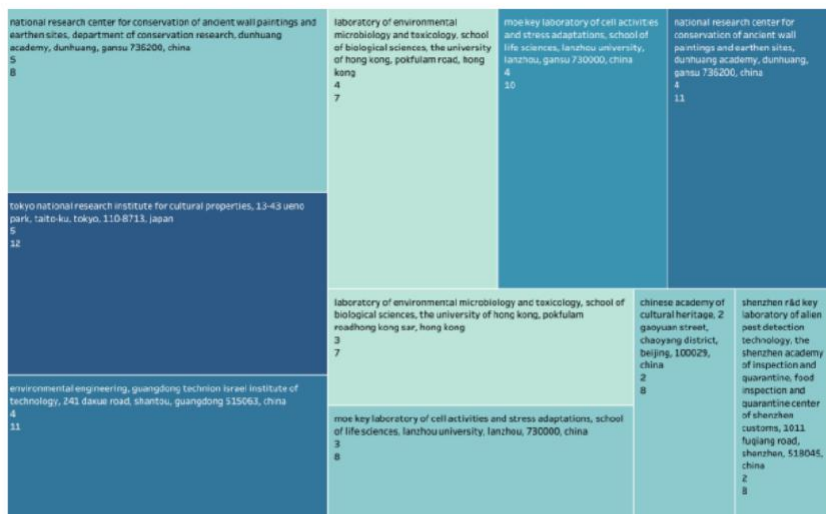 national research center for conservation of ancient wall paintings and
earthen sites, department of conservation research, dunhuang
academy, dunhuang, gansu 736200, china
5
8
laboratory of environmental
microbiology and toxicology, school
of biological sciences, the university
of hong kong, pokfulam road, hong
kong
4
7
moe key laboratory of cell activities
and stress adaptations, school of
life sciences, lanzhou university,
lanzhou, gansu 730000, china
4
10
national research center for
conservation of ancient wall
paintings and earthen sites,
dunhuang academy, dunhuang,
gansu 736200, china
4
11
tokyo national research institute for cultural properties, 13-43 ueno
park, taito-ku, tokyo, 110-8713, japan
5
12
environmental engineering, guangdong technion israel institute of
technology, 241 daxue road, shantou, guangdong 515063, china
4
11
laboratory of environmental microbiology and toxicology, school of
biological sciences, the university of hong kong, pokfulam
roadhong kong sar, hong kong
3
7
moe key laboratory of cell activities and stress adaptations, school
of life sciences, lanzhou university, lanzhou, 730000, china
3
8
chinese academy of
cultural heritage, 2
gaoyuan street,
chaoyang district,
beijing, 100029,
china
2
8
shenzhen r&d key
laboratory of alien
pest detection
technology, the
shenzhen academy
of inspection and
quarantine, food
inspection and
quarantine center
of shenzhen
customs, 1011
fuqiang road,
shenzhen, 518045,
china
2
8